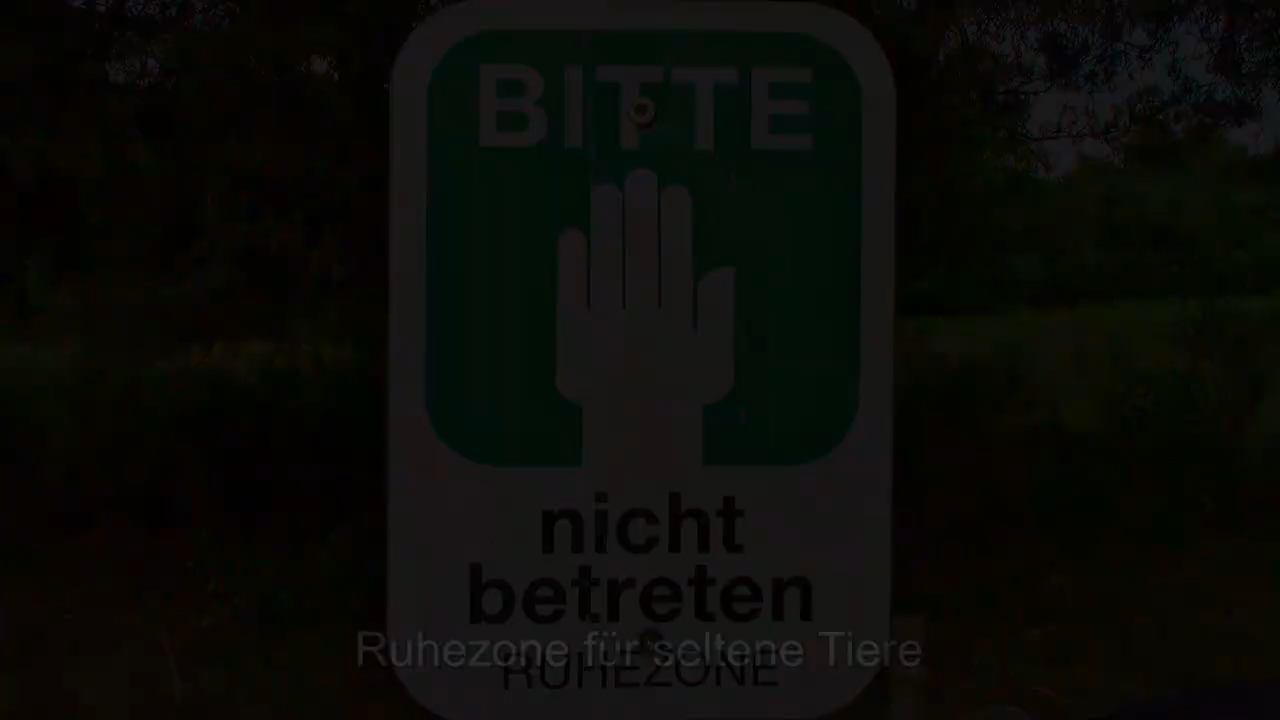 BITTE
nicht
betreten
Ruhezone für seltene Tiere
RUHEZONE